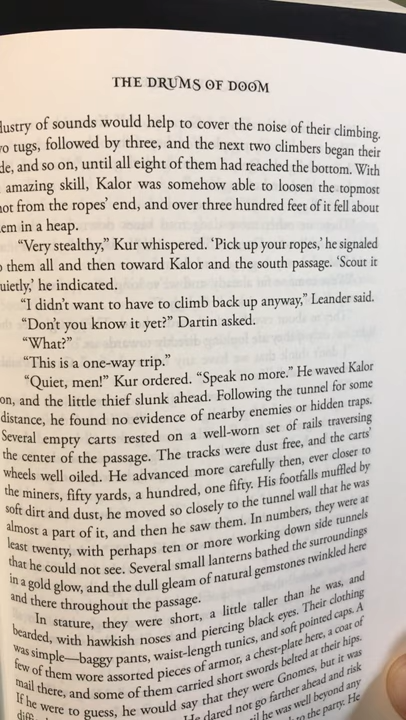 THE DRUMS OF DOOM
dustry of sounds would help to cover the noise of their climbing.
wo tugs, followed by three, and the next two climbers began their
de, and so on, until all eight of them had reached the bottom. With
amazing skill, Kalor was somehow able to loosen the topmost
not from the ropes' end, and over three hundred feet of it fell about
em in a heap.
"Very stealthy," Kur whispered. 'Pick up your ropes,' he signaled
o them all and then toward Kalor and the south passage. 'Scout it
uietly,' he indicated.
"I didn't want to have to climb back up anyway," Leander said.
"Don't you know it yet?" Dartin asked.
"What?"
"This is a one-way trip."
"Quiet, men!" Kur ordered. "Speak no more." He waved Kalor
on, and the little thief slunk ahead. Following the tunnel for some
distance, he found no evidence of nearby enemies or hidden traps.
Several empty carts rested on a well-worn set of rails traversing
the center of the passage. The tracks were dust free, and the carts'
wheels well oiled. He advanced more carefully then, ever closer to
the miners, fifty yards, a hundred, one fifty. His footfalls muffled by
soft dirt and dust, he moved so closely to the tunnel wall that he was
almost a part of it, and then he saw them. In numbers, they were at
least twenty, with perhaps ten or more working down side tunnels
that he could not see. Several small lanterns bathed the surroundings
in a gold glow, and the dull gleam of natural gemstones twinkled here
and there throughout the passage.
In stature, they were short, a little taller than he was, and
bearded, with hawkish noses and piercing black eyes. Their clothing
was simple—baggy pants, waist-length tunics, and soft pointed caps. A
few of them wore assorted pieces of armor, a chest-plate here, a coat of
mail there, and some of them carried short swords belted at their hips.
If he were to guess, he would say that they were Gnomes, but it was
He dared not go farther ahead and risk
he was well beyond any
to the party. He